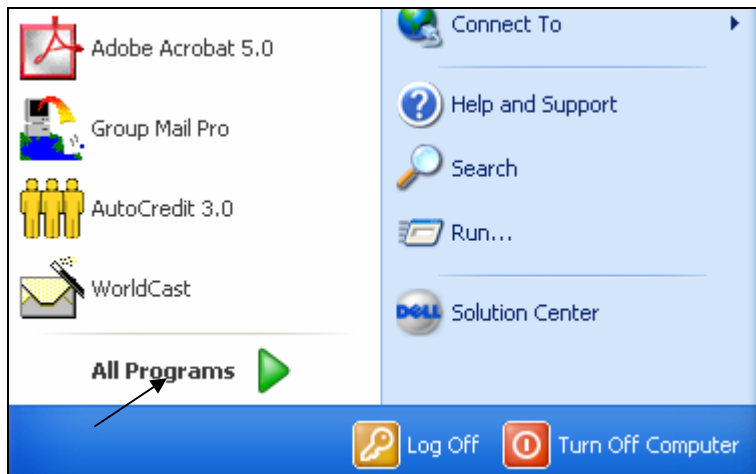 Adobe Acrobat 5.0
Group Mail Pro
AutoCredit 3.0
WorldCast
All Programs
Connect To
Help and Support
Search
Run...
DELL
Solution Center
Log Off
Turn Off Computer